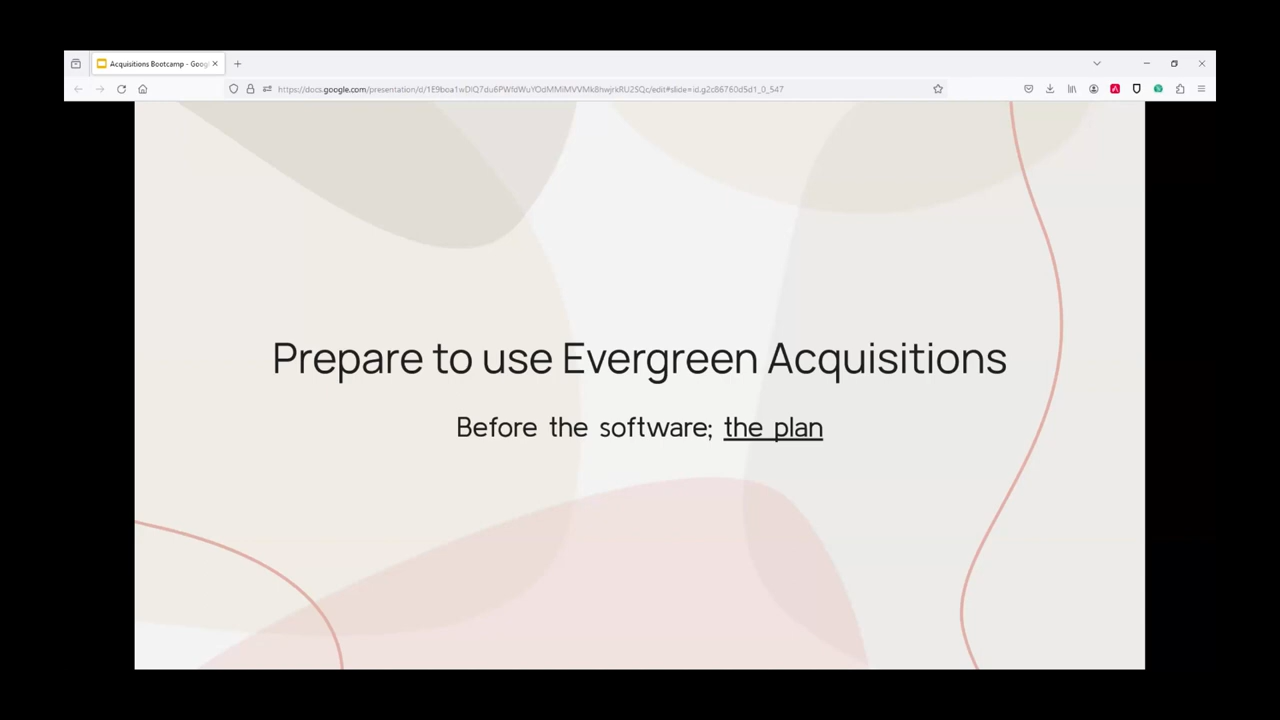 Acquisitions Bootcamp - Goog
Prepare to use Evergreen Acquisitions
Before the software; the plan